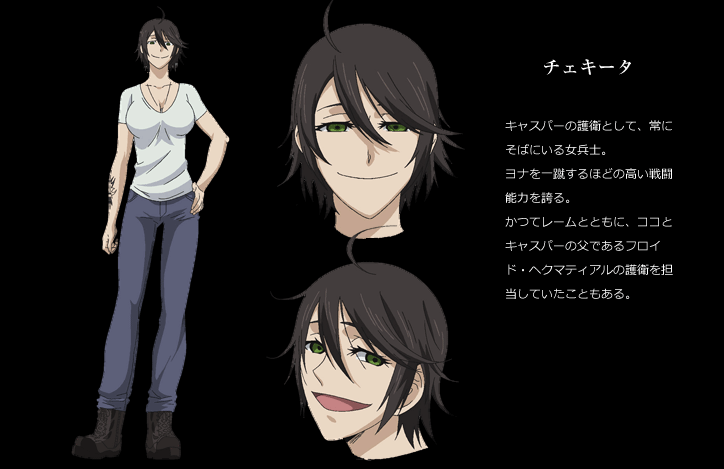 チェキータ
キャスパーの護衛として、常に
そばにいる女兵士。
ヨナを一蹴するほどの高い戦闘
能力を誇る。
かつてレームとともに、ココと
キャスパーの父であるフロイ
ド・ヘクマティアルの護衛を担
当していたこともある。